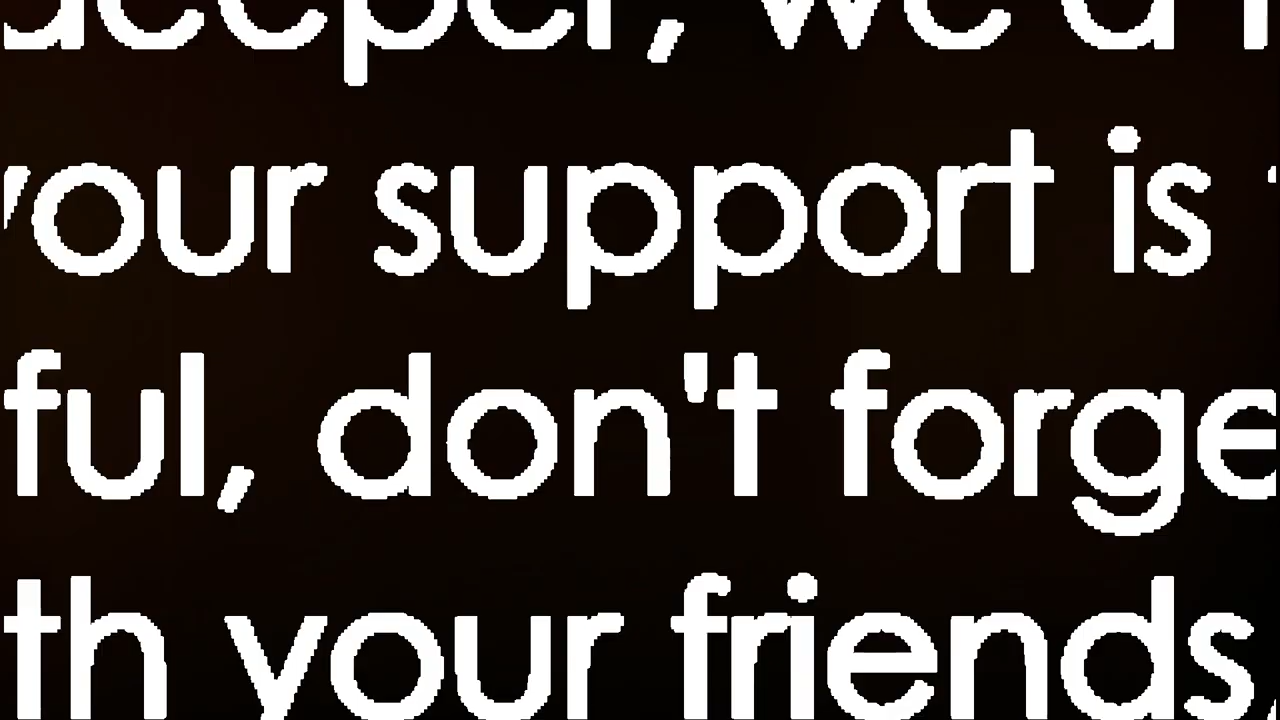 deeper, we'd
your support is
ful, don't forge
th your friends,